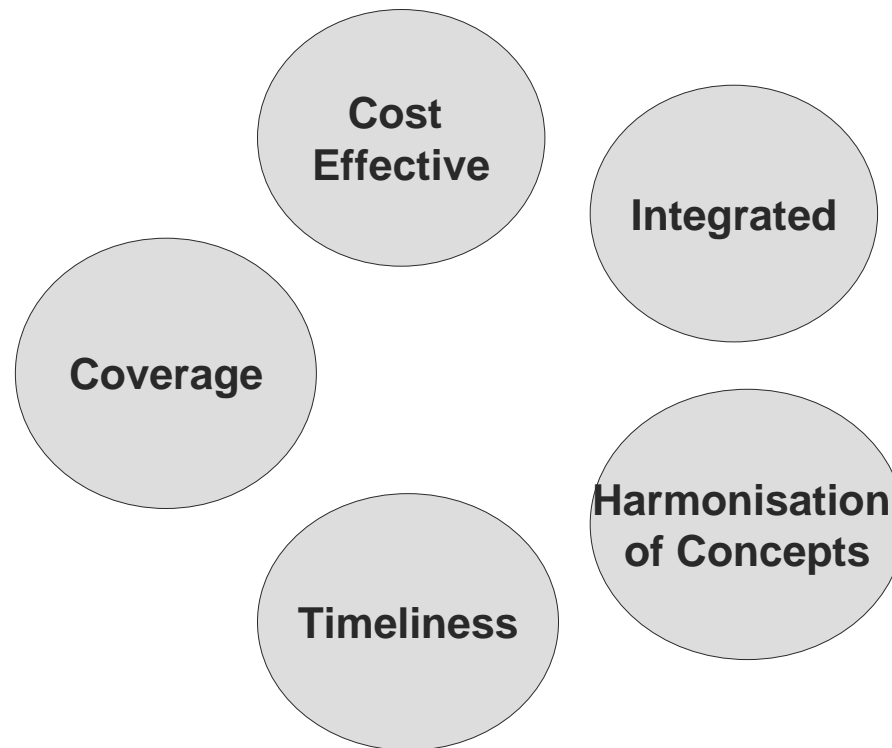 Cost
Effective
Integrated
Coverage
Harmonisation
of Concepts
Timeliness